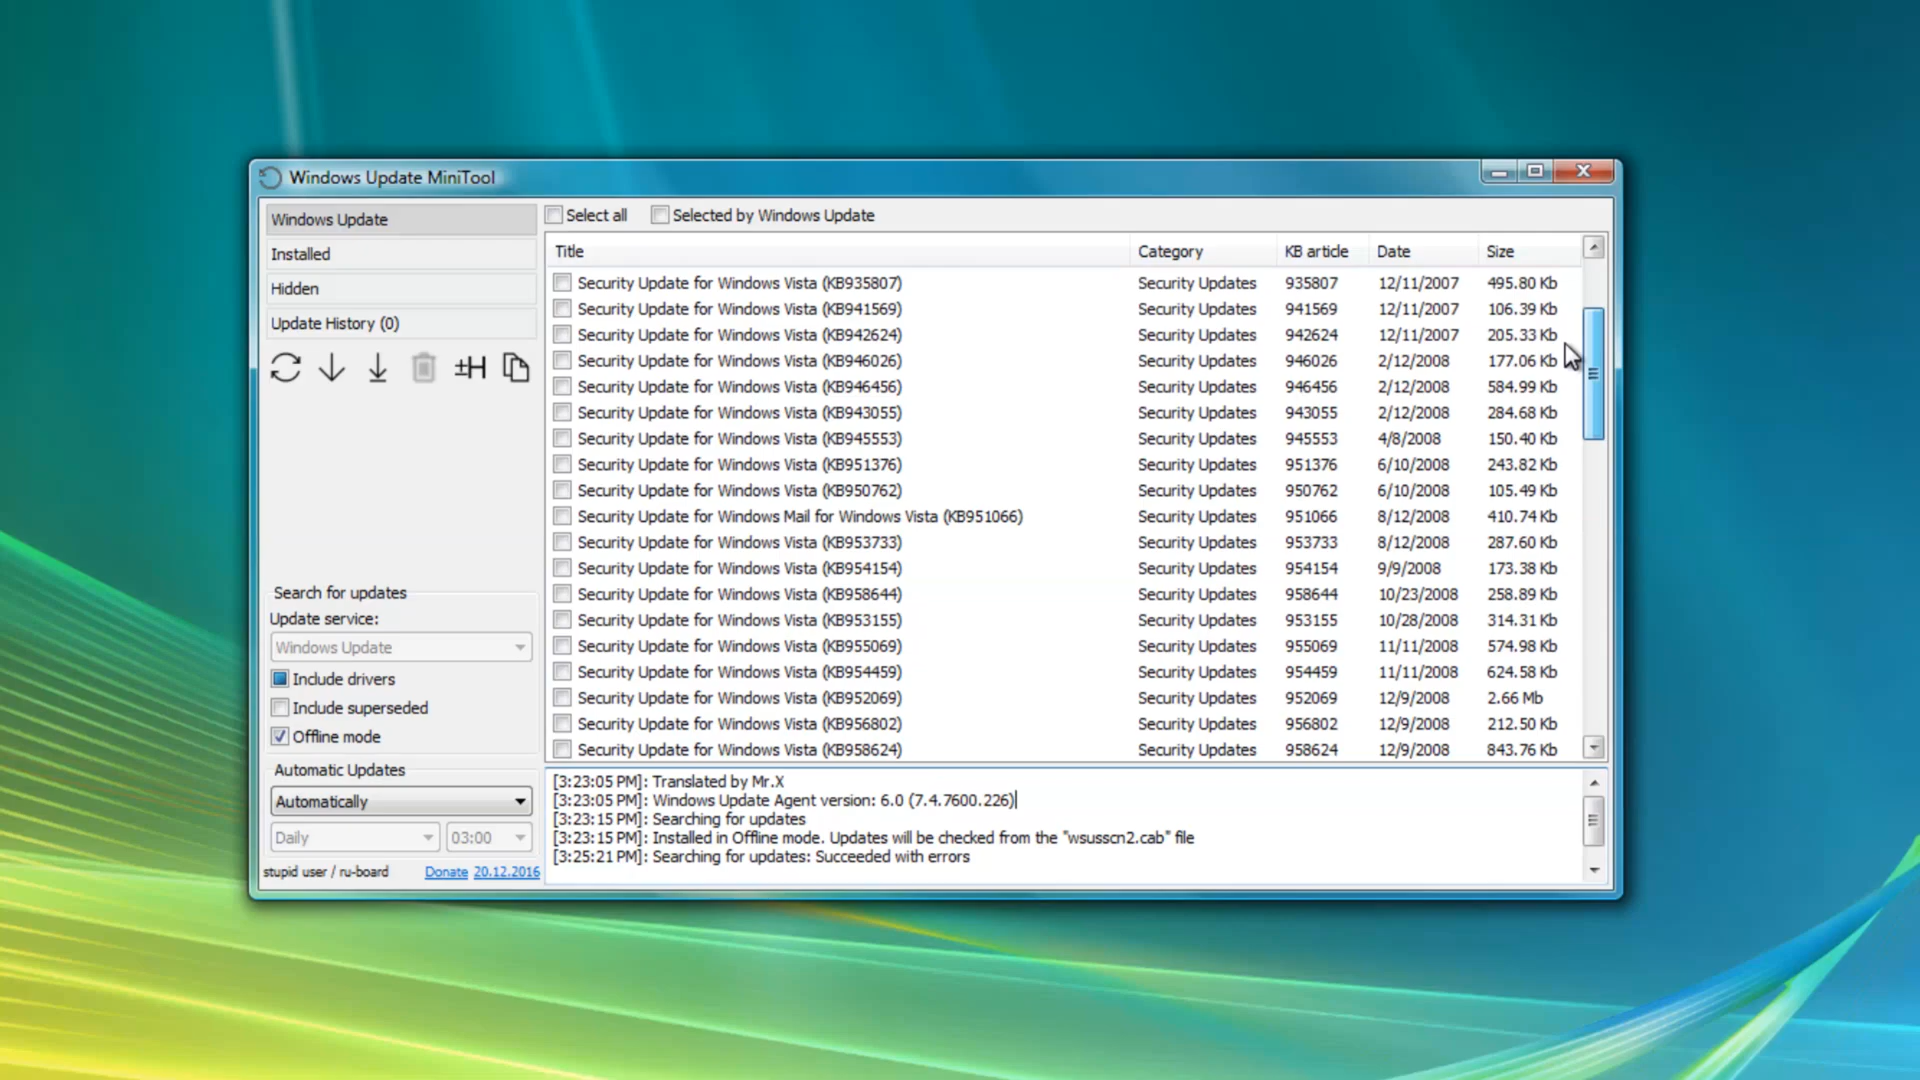 Windows Update MiniTool
Windows Update
Installed
Hidden
Update History (0)
±H
Search for updates
Update service:
Windows Update
Include drivers
Include superseded
Offline mode
Automatic Updates
Automatically
Daily 03:00
stupid user / ru-board Donate 20.12.2016
Select all Selected by Windows Update
Title Category KB article Date Size
Security Update for Windows Vista (KB935807) Security Updates 935807 12/11/2007 495.80 Kb
Security Update for Windows Vista (KB941569) Security Updates 941569 12/11/2007 106.39 Kb
Security Update for Windows Vista (KB942624) Security Updates 942624 12/11/2007 205.33 Kb
Security Update for Windows Vista (KB946026) Security Updates 946026 2/12/2008 177.06 Kb
Security Update for Windows Vista (KB946456) Security Updates 946456 2/12/2008 584.99 Kb
Security Update for Windows Vista (KB943055) Security Updates 943055 2/12/2008 284.68 Kb
Security Update for Windows Vista (KB945553) Security Updates 945553 4/8/2008 150.40 Kb
Security Update for Windows Vista (KB951376) Security Updates 951376 6/10/2008 243.82 Kb
Security Update for Windows Vista (KB950762) Security Updates 950762 6/10/2008 105.49 Kb
Security Update for Windows Mail for Windows Vista (KB951066) Security Updates 951066 8/12/2008 410.74 Kb
Security Update for Windows Vista (KB953733) Security Updates 953733 8/12/2008 287.60 Kb
Security Update for Windows Vista (KB954154) Security Updates 954154 9/9/2008 173.38 Kb
Security Update for Windows Vista (KB958644) Security Updates 958644 10/23/2008 258.89 Kb
Security Update for Windows Vista (KB953155) Security Updates 953155 10/28/2008 314.31 Kb
Security Update for Windows Vista (KB955069) Security Updates 955069 11/11/2008 574.98 Kb
Security Update for Windows Vista (KB954459) Security Updates 954459 11/11/2008 624.58 Kb
Security Update for Windows Vista (KB952069) Security Updates 952069 12/9/2008 2.66 Mb
Security Update for Windows Vista (KB956802) Security Updates 956802 12/9/2008 212.50 Kb
Security Update for Windows Vista (KB958624) Security Updates 958624 12/9/2008 843.76 Kb
[3:23:05 PM]: Translated by Mr.X
[3:23:05 PM]: Windows Update Agent version: 6.0 (7.4.7600.226)
[3:23:15 PM]: Searching for updates
[3:23:15 PM]: Installed in Offline mode. Updates will be checked from the "wsusscn2.cab" file
[3:25:21 PM]: Searching for updates: Succeeded with errors